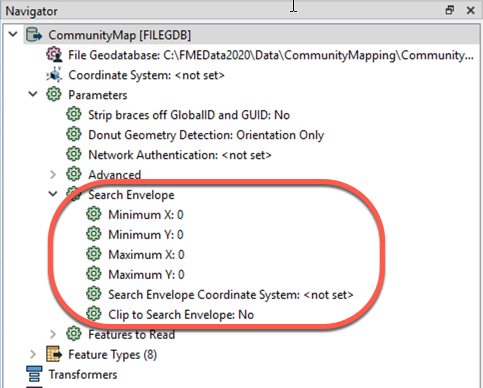 Navigator
CommunityMap [FILEGDB]
File Geodatabase: C:\FMEData2020\Data\CommunityMapping\Community...
Coordinate System: <not set>
Parameters
Strip braces off GlobalID and GUID: No
Donut Geometry Detection: Orientation Only
Network Authentication: <not set>
Advanced
Search Envelope
Minimum X: 0
Minimum Y: 0
Maximum X: 0
Maximum Y: 0
Search Envelope Coordinate System: <not set>
Clip to Search Envelope: No
Features to Read
Feature Types (8)
Transformers